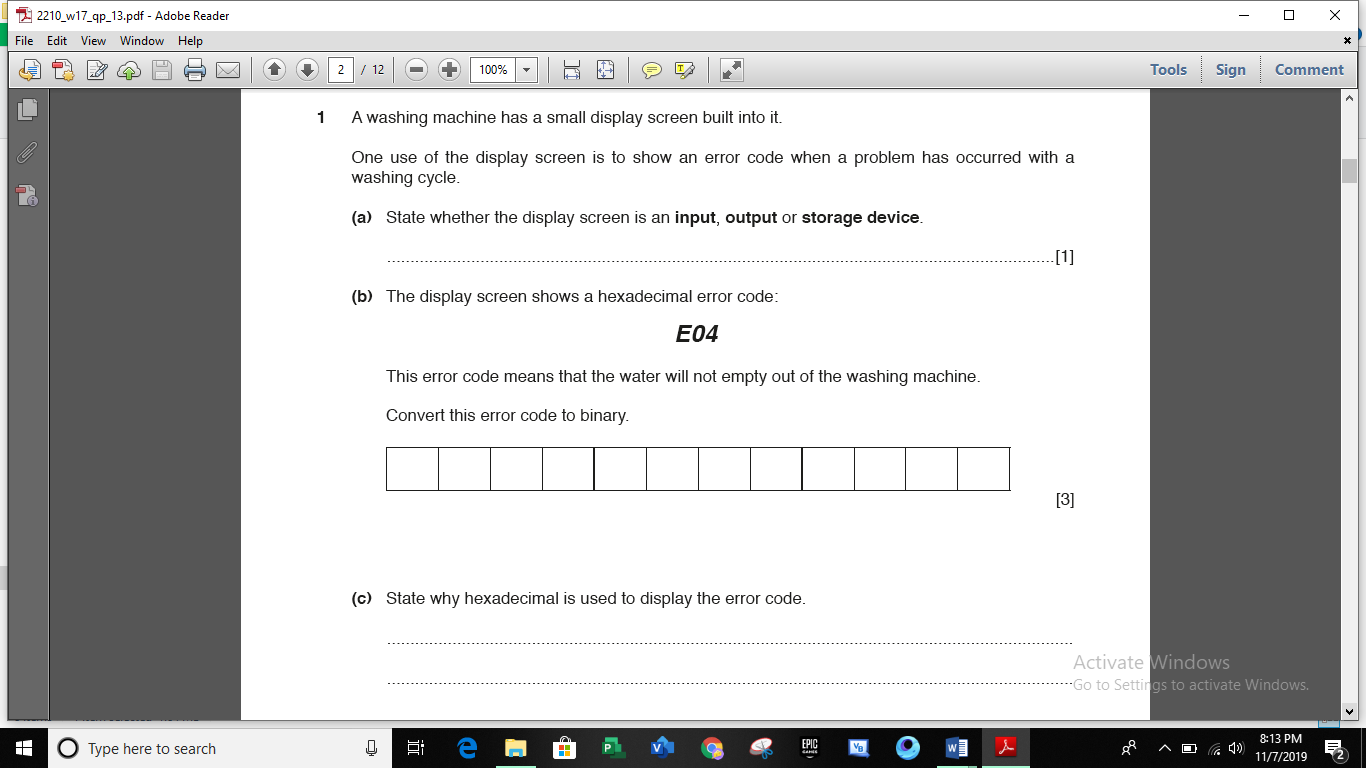 2210_w17_qp_13.pdf - Adobe Reader
File Edit View Window Help
2 / 12 100% Tools Sign Comment
1 A washing machine has a small display screen built into it.
One use of the display screen is to show an error code when a problem has occurred with a
washing cycle.
(a) State whether the display screen is an input, output or storage device.
[1]
(b) The display screen shows a hexadecimal error code:
E04
This error code means that the water will not empty out of the washing machine.
Convert this error code to binary.
[3]
(c) State why hexadecimal is used to display the error code.
Activate Windows
Go to Settings to activate Windows.
Type here to search
8:13 PM
11/7/2019
2